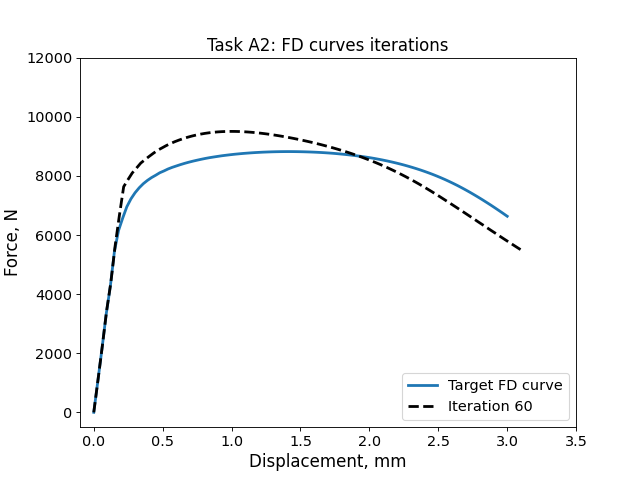 Task A2: FD curves iterations
12000
10000
8000
6000
4000
2000
0
Force, N
0.0 0.5 1.0 1.5 2.0 2.5 3.0 3.5
Displacement, mm
Target FD curve
Iteration 60